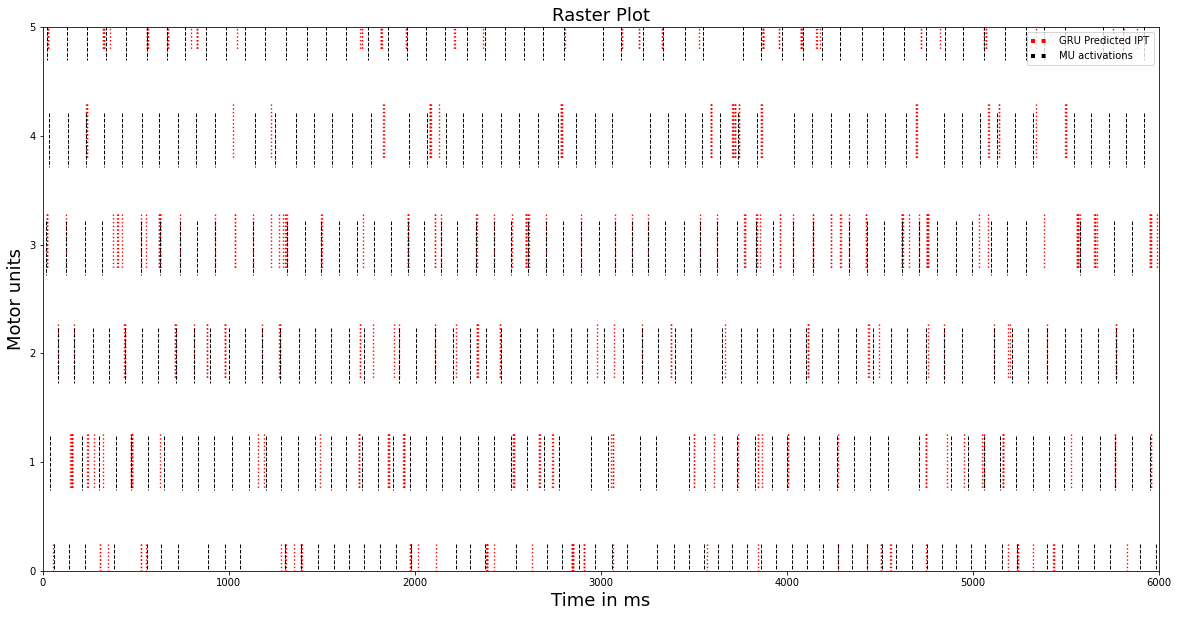 Raster Plot
GRU Predicted IPT
MU activations
Motor units
5
4
3
2
1
0
0 1000 2000 3000 4000 5000 6000
Time in ms